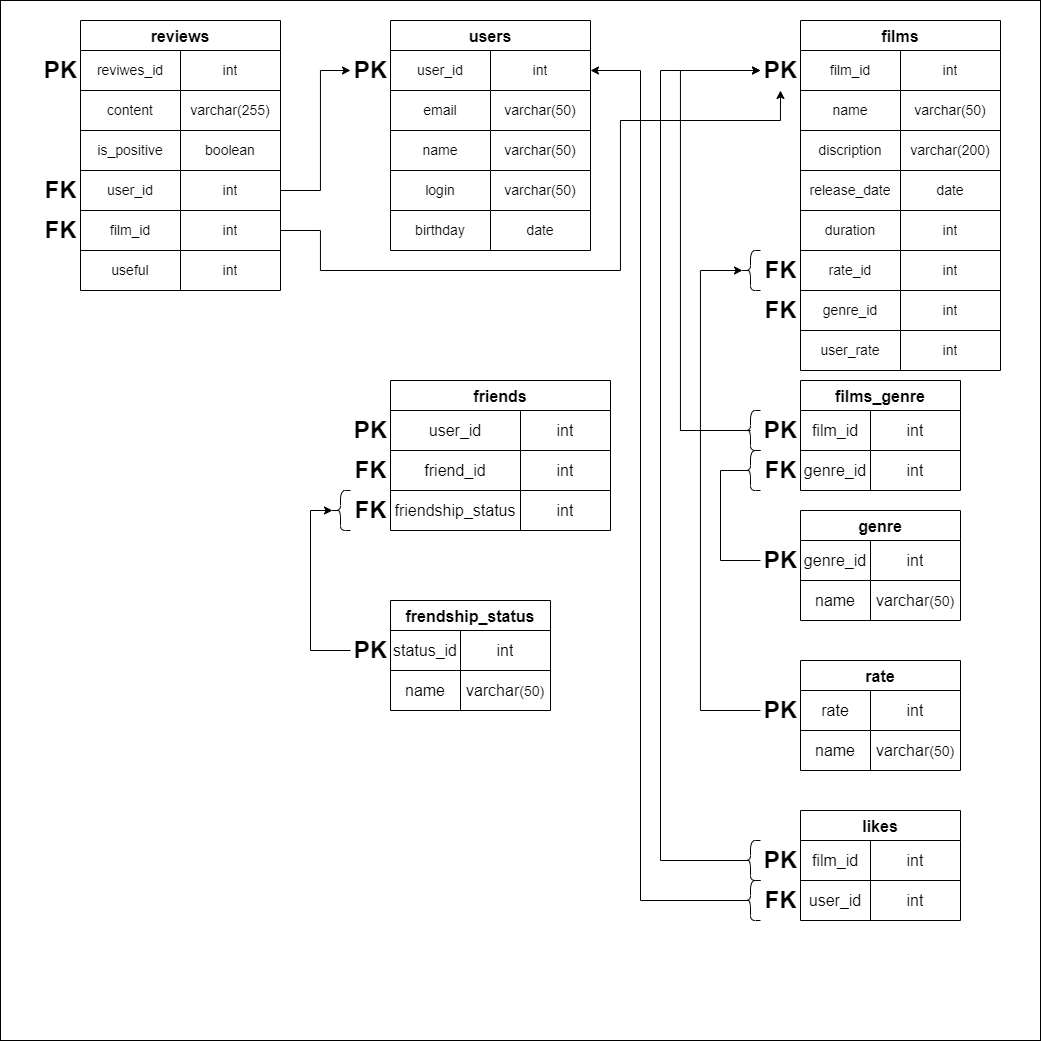 reviews
PK reviwes_id int
content varchar(255)
is_positive boolean
FK user_id int
FK film_id int
useful int
users
PK user_id int
email varchar(50)
name varchar(50)
login varchar(50)
birthday date
films
PK film_id int
name varchar(50)
discription varchar(200)
release_date date
duration int
FK rate_id int
FK genre_id int
user_rate int
friends
PK user_id int
FK friend_id int
FK friendship_status int
films_genre
PK film_id int
FK genre_id int
genre
PK genre_id int
name varchar(50)
frendship_status
PK status_id int
name varchar(50)
rate
PK rate int
name varchar(50)
likes
PK film_id int
FK user_id int